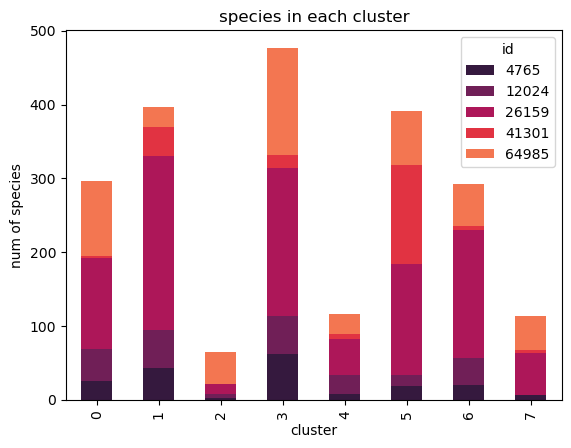 species in each cluster
num of species
500
400
300
200
100
0
id
4765
12024
26159
41301
64985
0 1 2 3 4 5 6 7
cluster